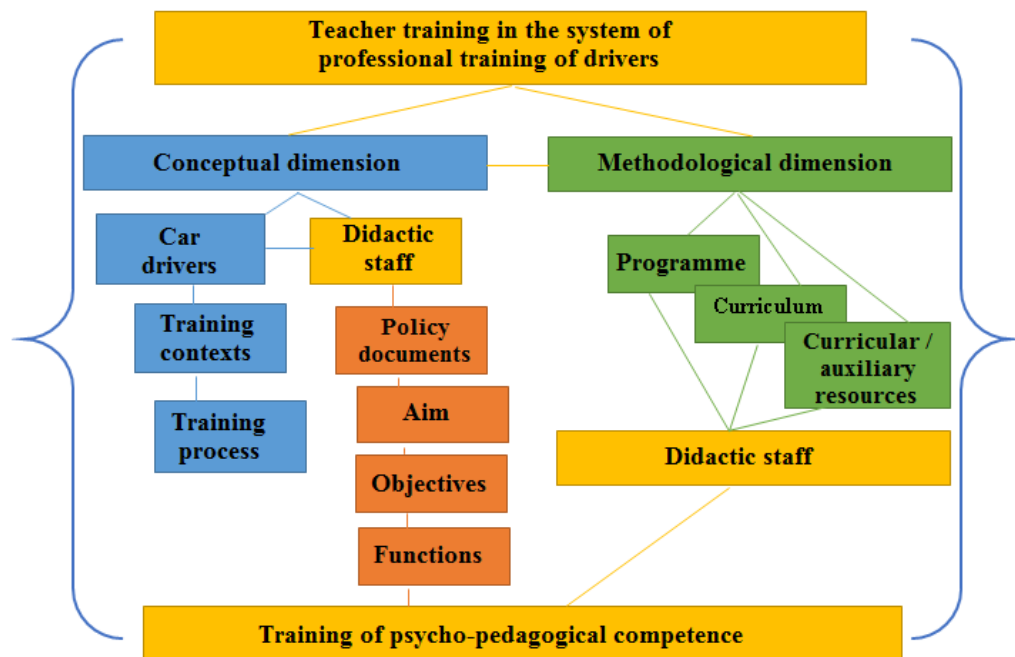 Teacher training in the system of
professional training of drivers
Conceptual dimension
Methodological dimension
Car
drivers
Didactic
staff
Programme
Curriculum
Curricular /
auxiliary
resources
Training
contexts
Policy
documents
Training
process
Aim
Didactic staff
Objectives
Functions
Training of psycho-pedagogical competence